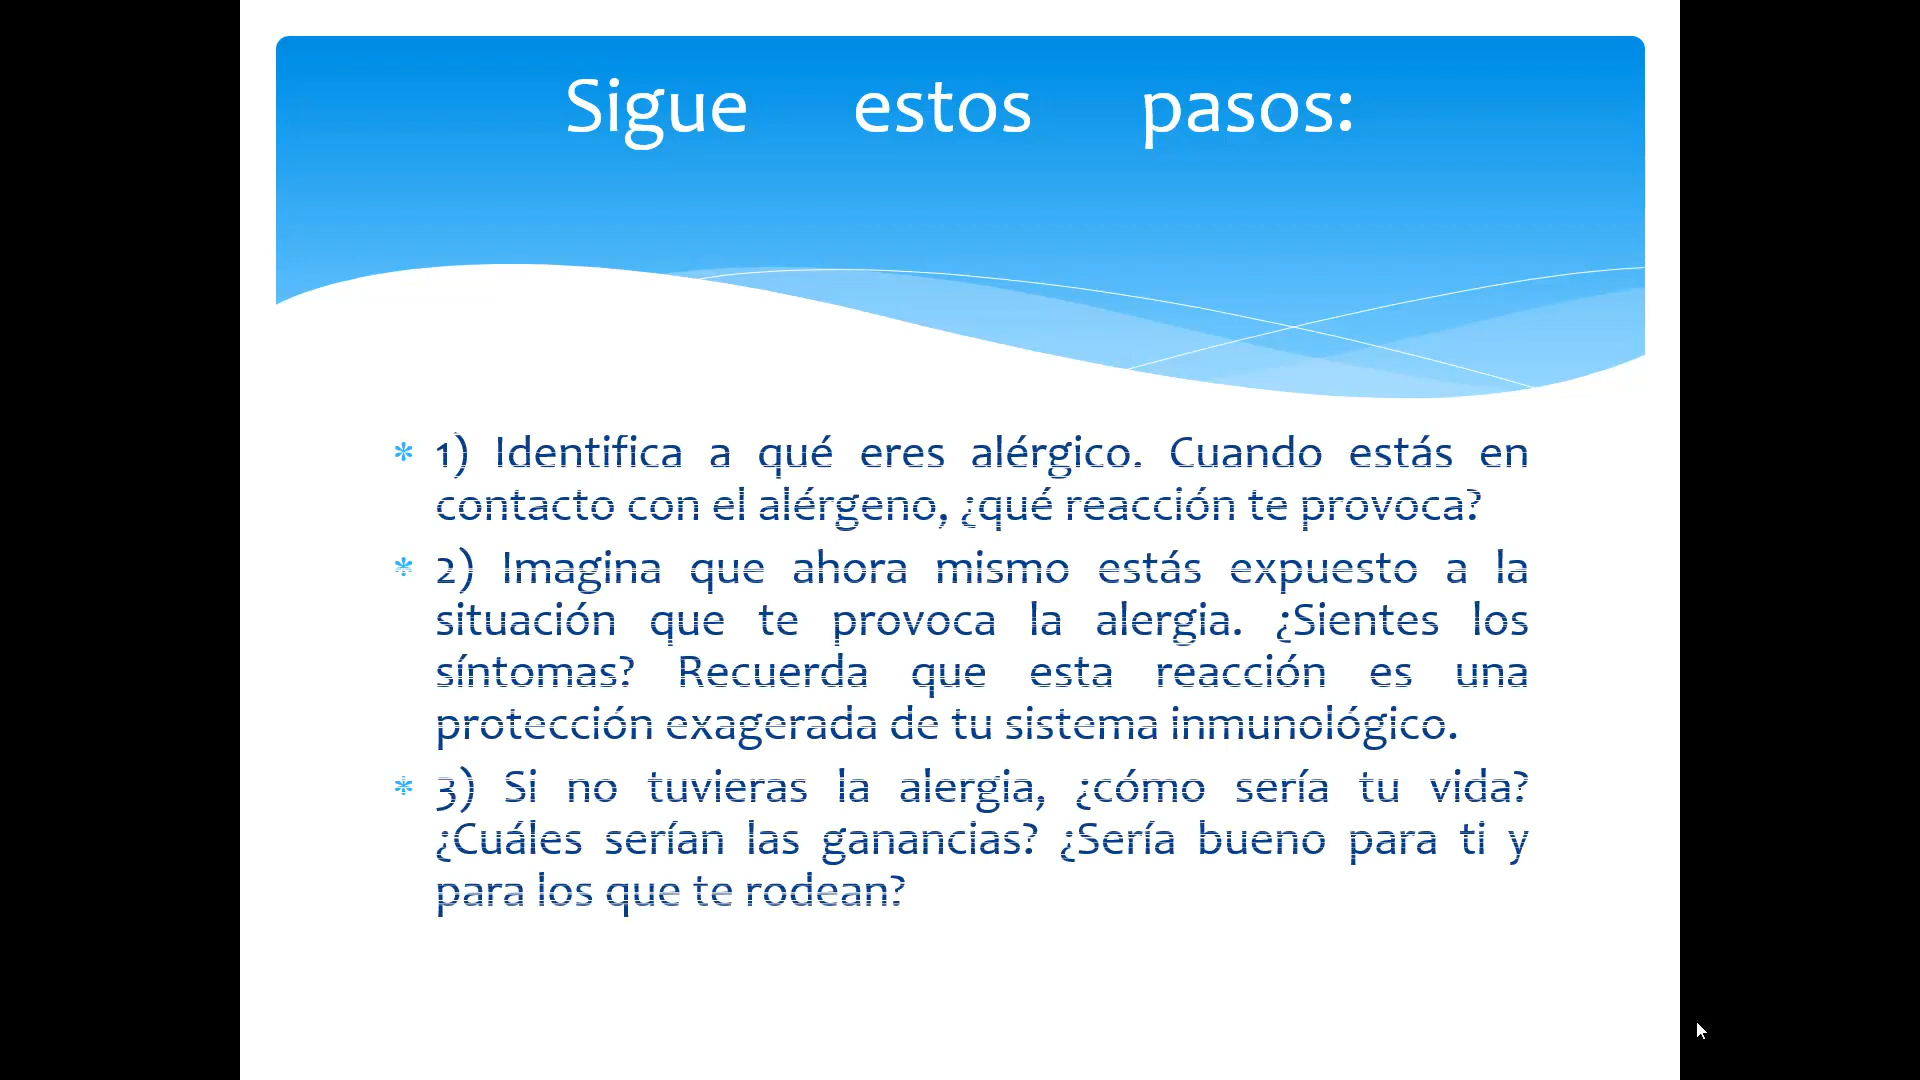 Sigue estos pasos:
* 1) Identifica a qué eres alérgico. Cuando estás en
contacto con el alérgeno, ¿qué reacción te provoca?
* 2) Imagina que ahora mismo estás expuesto a la
situación que te provoca la alergia. ¿Sientes los
síntomas? Recuerda que esta reacción es una
protección exagerada de tu sistema inmunológico.
* 3) Si no tuvieras la alergia, ¿cómo sería tu vida?
¿Cuáles serían las ganancias? ¿Sería bueno para ti y
para los que te rodean?